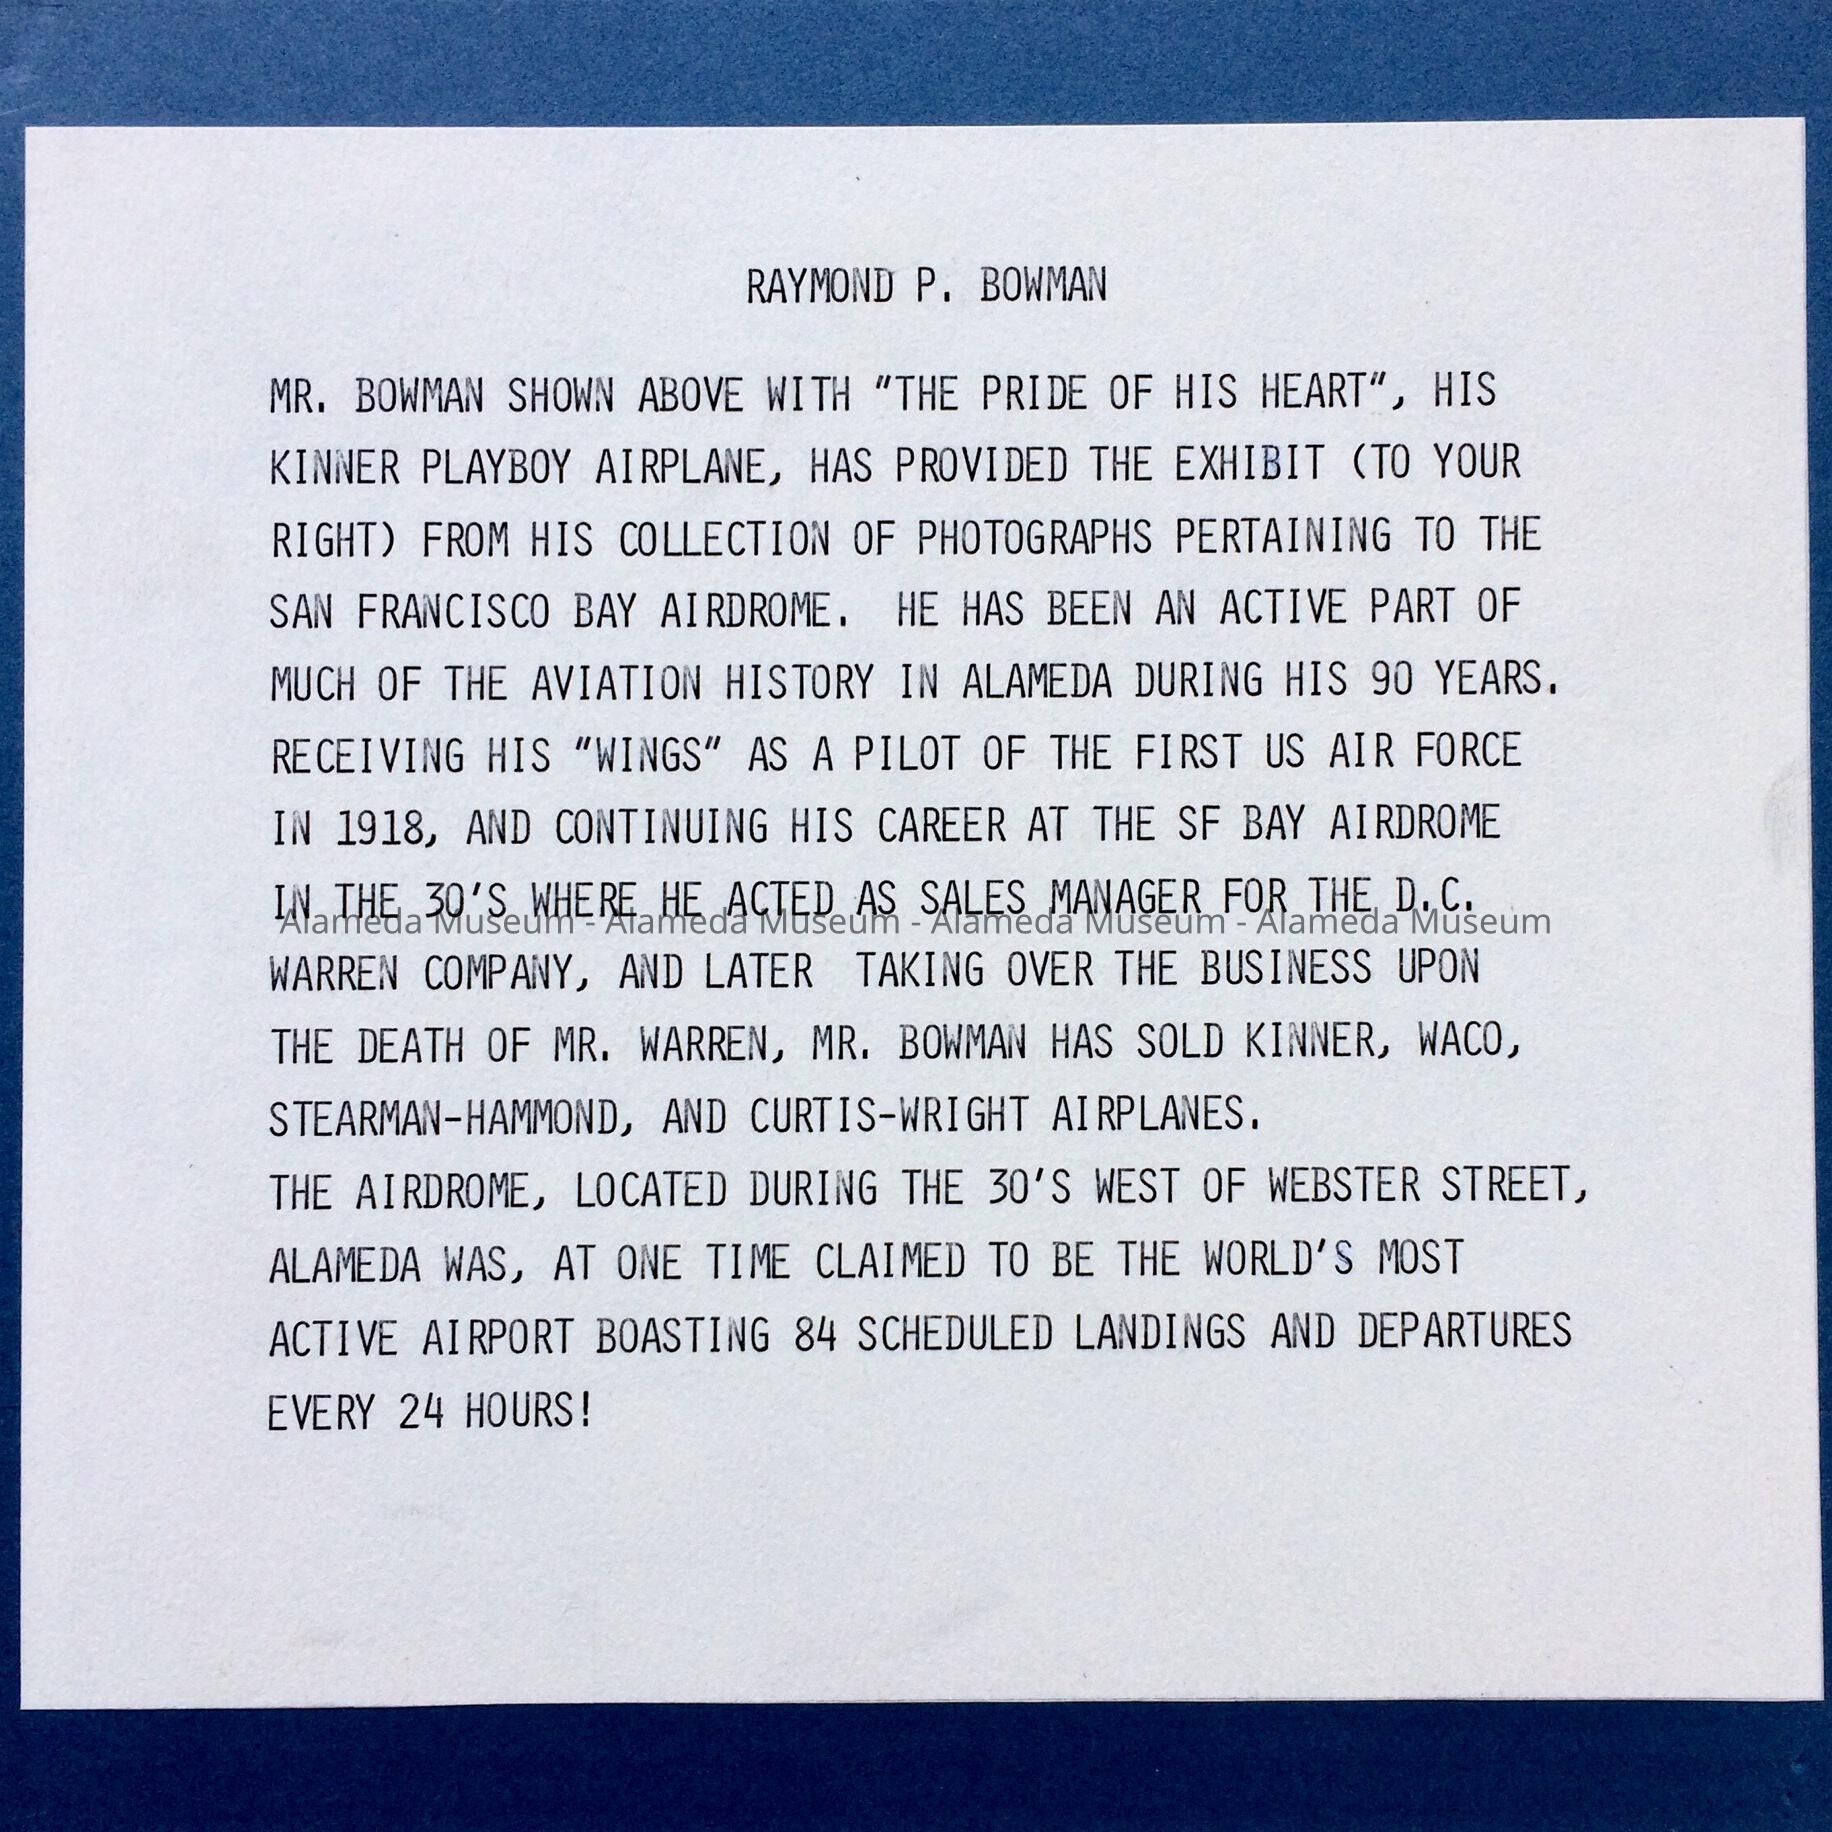 RAYMOND P. BOWMAN
MR. BOWMAN SHOWN ABOVE WITH "THE PRIDE OF HIS HEART", HIS
KINNER PLAYBOY AIRPLANE, HAS PROVIDED THE EXHIBIT (TO YOUR
RIGHT) FROM HIS COLLECTION OF PHOTOGRAPHS PERTAINING TO THE
SAN FRANCISCO BAY AIRDROME. HE HAS BEEN AN ACTIVE PART OF
MUCH OF THE AVIATION HISTORY IN ALAMEDA DURING HIS 90 YEARS.
RECEIVING HIS "WINGS" AS A PILOT OF THE FIRST US AIR FORCE
IN 1918, AND CONTINUING HIS CAREER AT THE SF BAY AIRDROME
IN THE 30'S WHERE HE ACTED AS SALES MANAGER FOR THE D.C.
Alameda Museum - Alameda Museum - Alameda Museum - Alameda Museum
WARREN COMPANY, AND LATER TAKING OVER THE BUSINESS UPON
THE DEATH OF MR. WARREN, MR. BOWMAN HAS SOLD KINNER, WACO,
STEARMAN-HAMMOND, AND CURTIS-WRIGHT AIRPLANES.
THE AIRDROME, LOCATED DURING THE 30'S WEST OF WEBSTER STREET,
ALAMEDA WAS, AT ONE TIME CLAIMED TO BE THE WORLD'S MOST
ACTIVE AIRPORT BOASTING 84 SCHEDULED LANDINGS AND DEPARTURES
EVERY 24 HOURS!